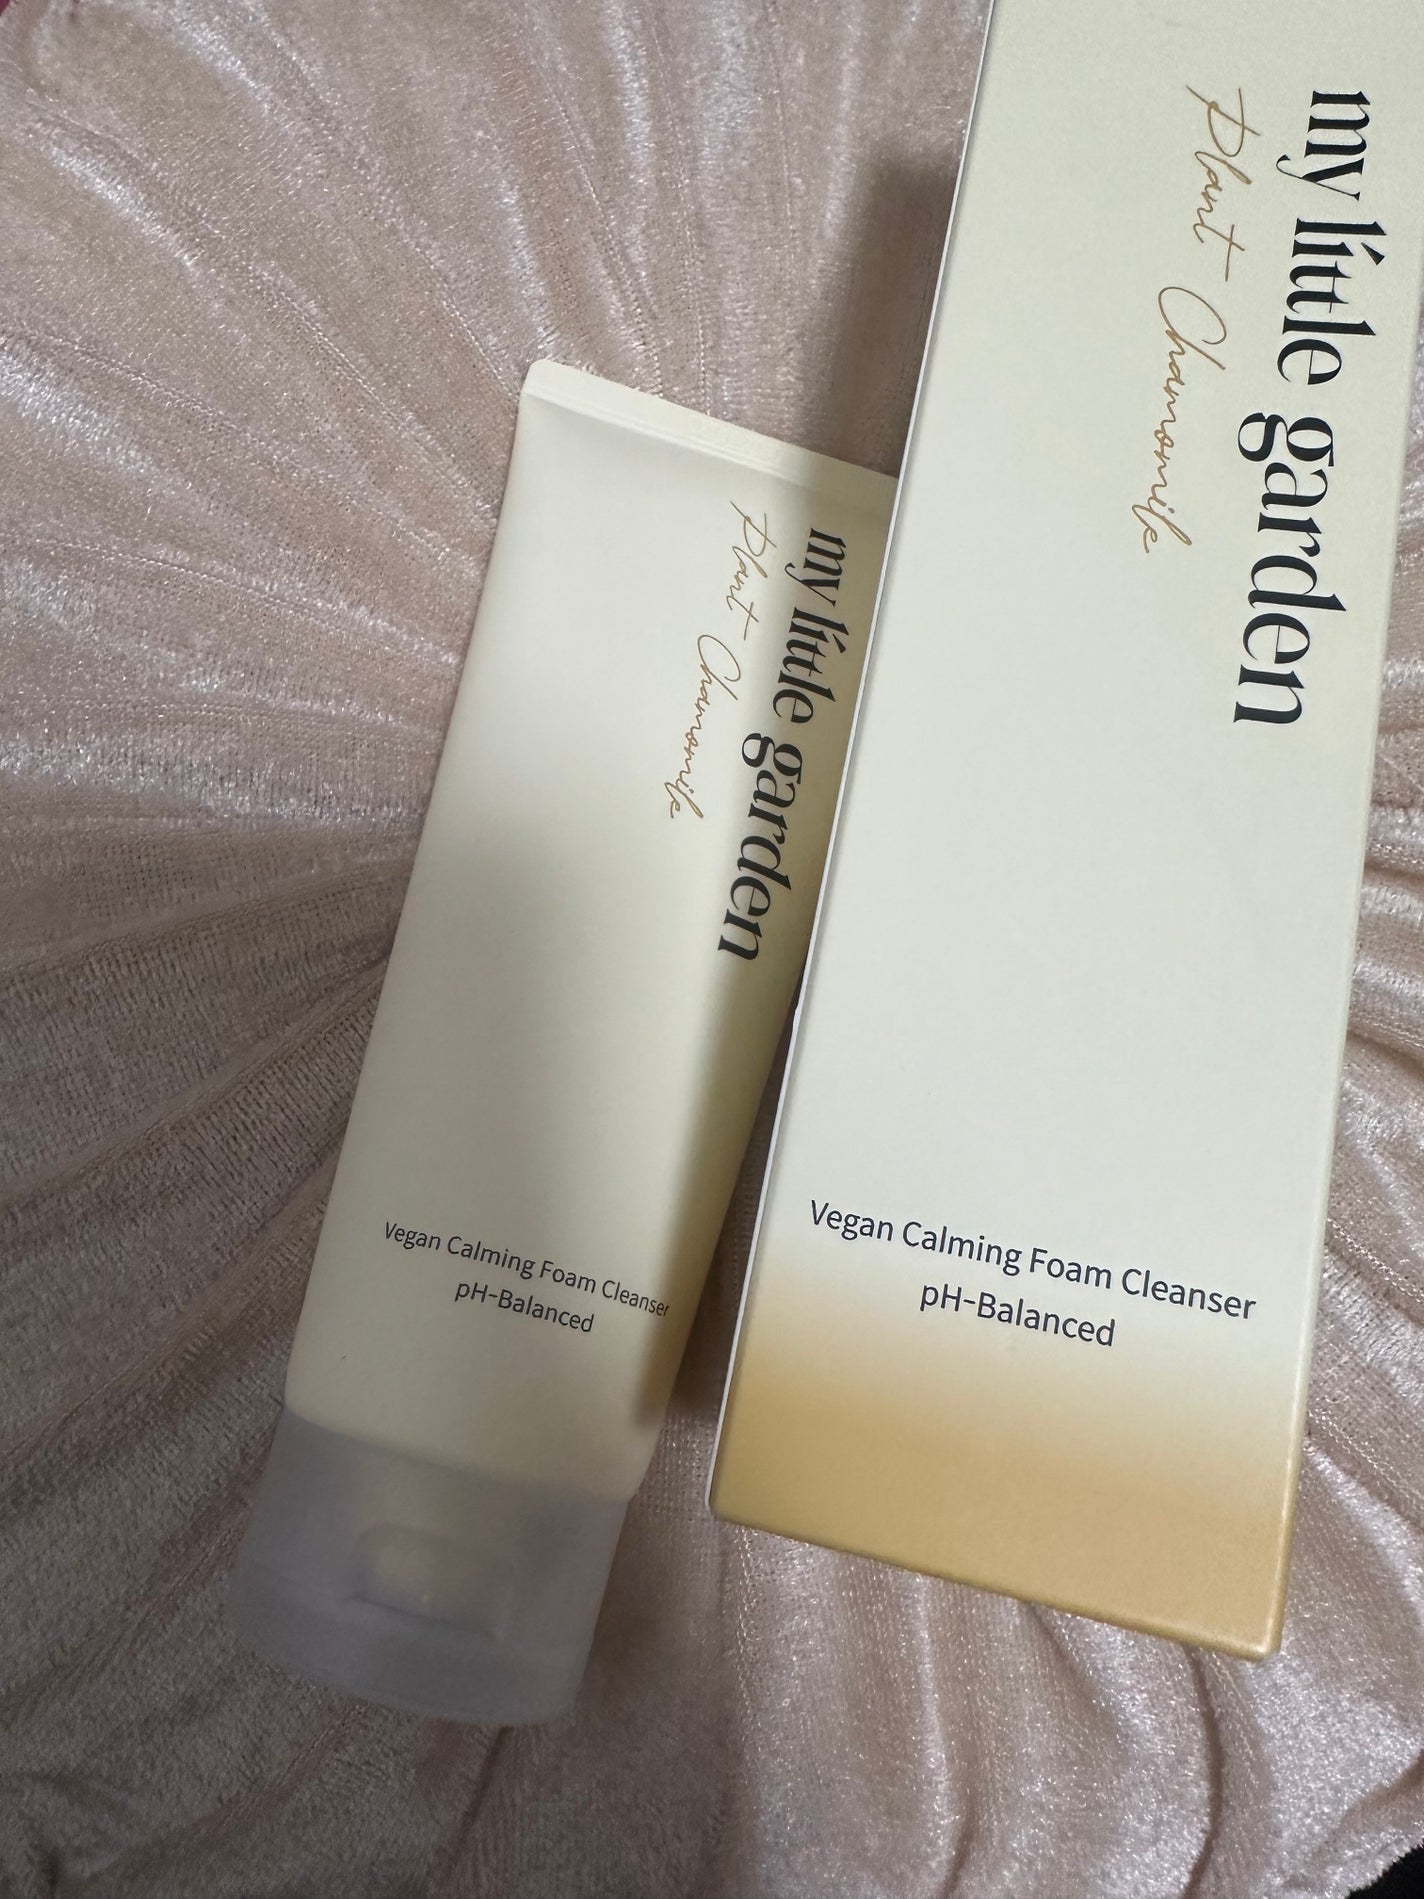 my little garden
Plant Chamomile
Vegan Calming Foam Cleanser
pH-Balanced
my little garden
Plant Chamomile
Vegan Calming Foam Cleanser
pH-Balanced